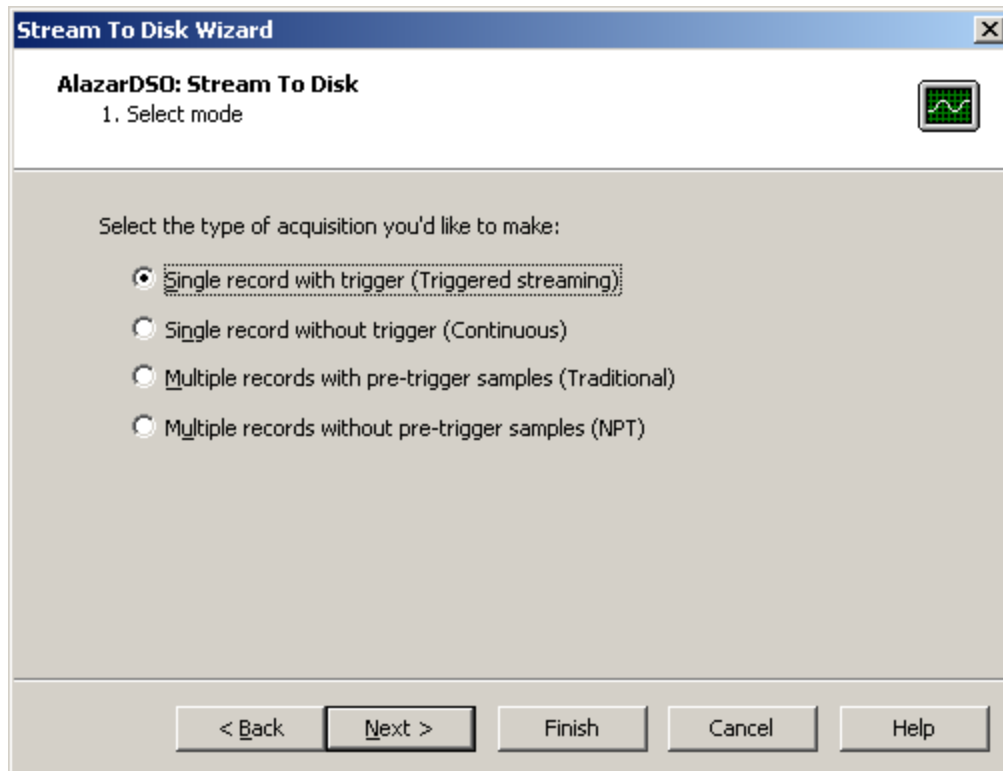 Stream To Disk Wizard
AlazarDSO: Stream To Disk
1. Select mode
Select the type of acquisition you'd like to make:
Single record with trigger (Triggered streaming)
Single record without trigger (Continuous)
Multiple records with pre-trigger samples (Traditional)
Multiple records without pre-trigger samples (NPT)
< Back Next > Finish Cancel Help